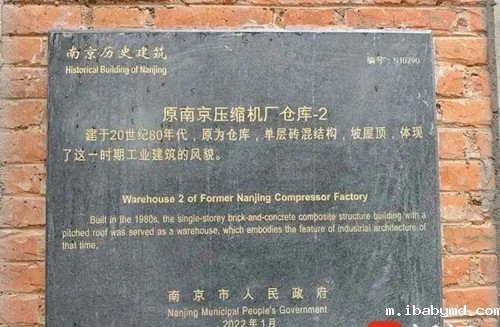 南京历史建筑
Historical Building of Nanjing
编号：NJ0290
原南京压缩机厂仓库-2
建于20世纪80年代，原为仓库，单层砖混结构，坡屋顶，体现
了这一时期工业建筑的风貌。
Warehouse 2 of Former Nanjing Compressor Factory
Built in the 1980s, the single-storey brick-and-concrete composite structure building with a
pitched roof was served as a warehouse, which embodies the feature of industrial architecture of
that time.
南京市人民政府
Nanjing Municipal People's Government
2022年1月
m.ibabymd.com